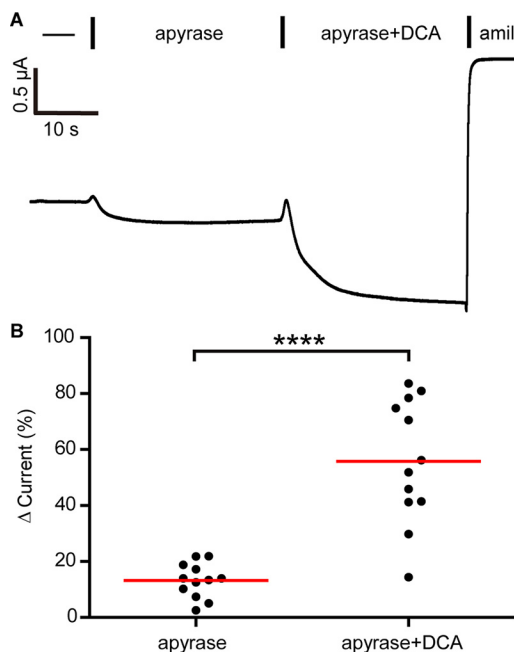 A
apyrase
apyrase+DCA
amil
0.5 µA
10 s
B
100
****
80
60
40
20
0
Δ Current (%)
apyrase
apyrase+DCA